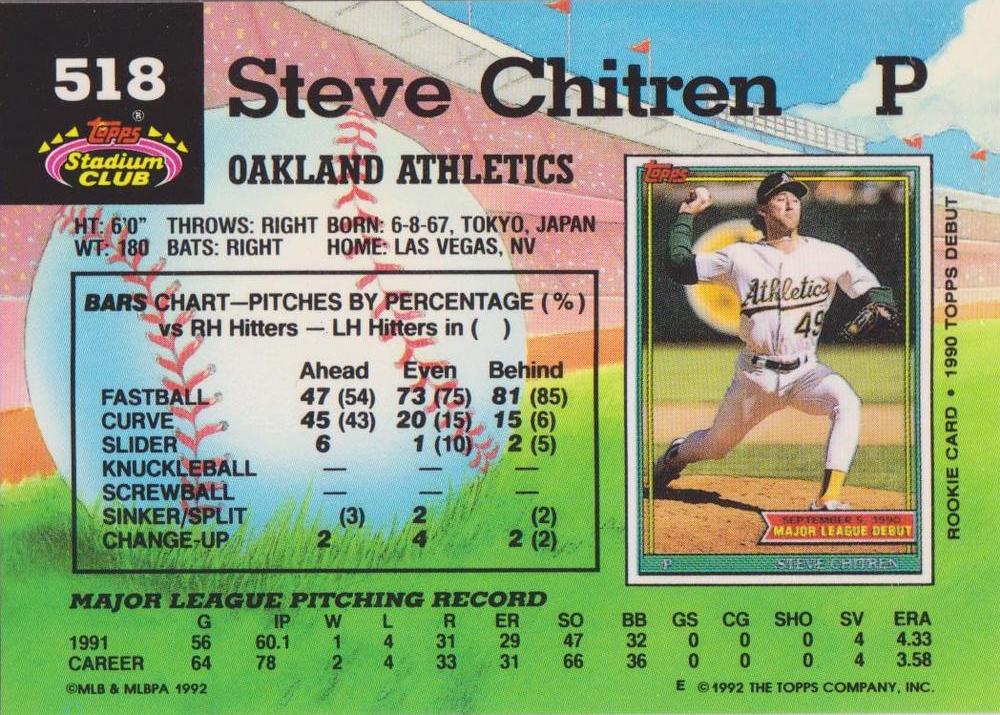 518
Steve Chitren P
Topps ®
Stadium
CLUB
OAKLAND ATHLETICS
HT: 6'0" THROWS: RIGHT BORN: 6-8-67, TOKYO, JAPAN
WT: 180 BATS: RIGHT HOME: LAS VEGAS, NV
BARS CHART—PITCHES BY PERCENTAGE (%)
vs RH Hitters — LH Hitters in ( )
Ahead Even Behind
FASTBALL 47 (54) 73 (75) 81 (85)
CURVE 45 (43) 20 (15) 15 (6)
SLIDER 6 1 (10) 2 (5)
KNUCKLEBALL — — —
SCREWBALL — — —
SINKER/SPLIT (3) 2 (2)
CHANGE-UP 2 4 2 (2)
Topps
A's
Athletics
49
SEPTEMBER 5, 1990
MAJOR LEAGUE DEBUT
P STEVE CHITREN
ROOKIE CARD • 1990 TOPPS DEBUT
MAJOR LEAGUE PITCHING RECORD
G IP W L R ER SO BB GS CG SHO SV ERA
1991 56 60.1 1 4 31 29 47 32 0 0 0 4 4.33
CAREER 64 78 2 4 33 31 66 36 0 0 0 4 3.58
©MLB & MLBPA 1992 E ©1992 THE TOPPS COMPANY, INC.